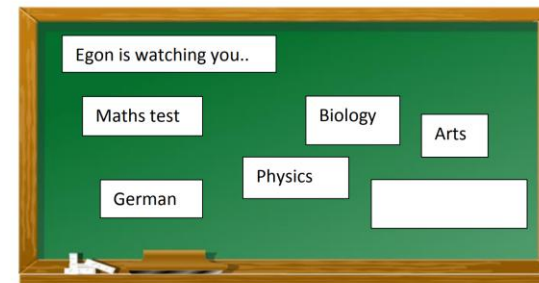 Egon is watching you..
Maths test
Biology
Arts
Physics
German